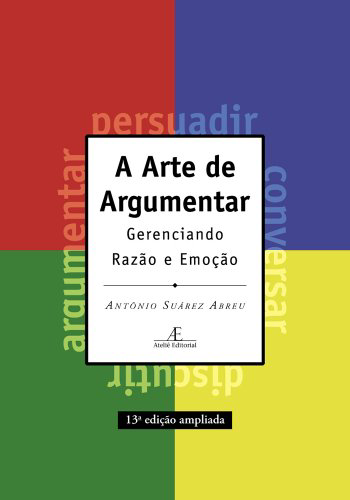 persuadir
A Arte de
Argumentar
Gerenciando
Razão e Emoção
ANTÔNIO SUÁREZ ABREU
Æ
Ateliê Editorial
argumentar
conversar
discutir
13ª edição ampliada